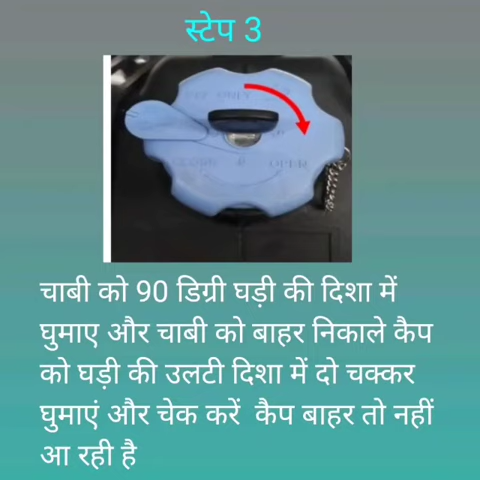 स्टेप 3
चाबी को 90 डिग्री घड़ी की दिशा में
घुमाए और चाबी को बाहर निकाले कैप
को घड़ी की उलटी दिशा में दो चक्कर
घुमाएं और चेक करें कैप बाहर तो नहीं
आ रही है